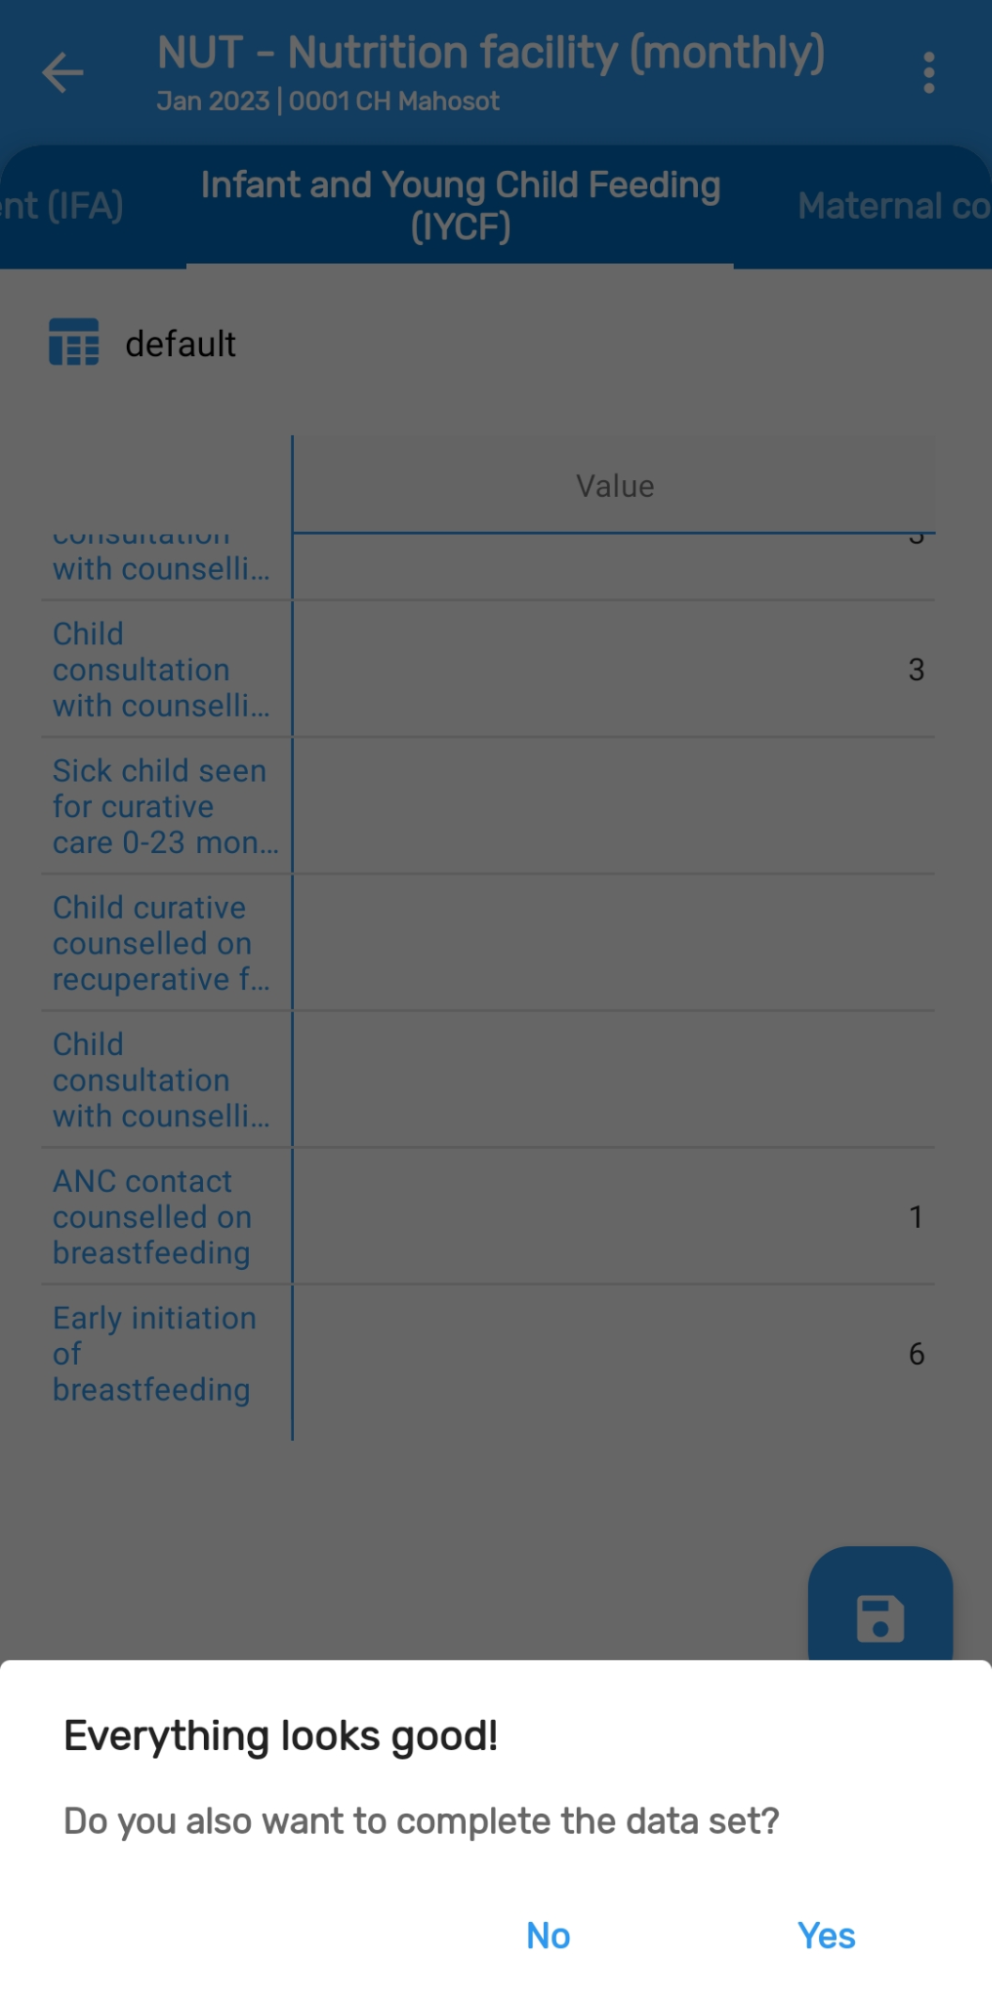 NUT - Nutrition facility (monthly)
Jan 2023 | 0001 CH Mahosot
nt (IFA)
Infant and Young Child Feeding
(IYCF)
Maternal co
default
Value
consultation
with counselli...
3
Child
consultation
with counselli...
3
Sick child seen
for curative
care 0-23 mon...
Child curative
counselled on
recuperative f...
Child
consultation
with counselli...
ANC contact
counselled on
breastfeeding
1
Early initiation
of
breastfeeding
6
Everything looks good!
Do you also want to complete the data set?
No
Yes